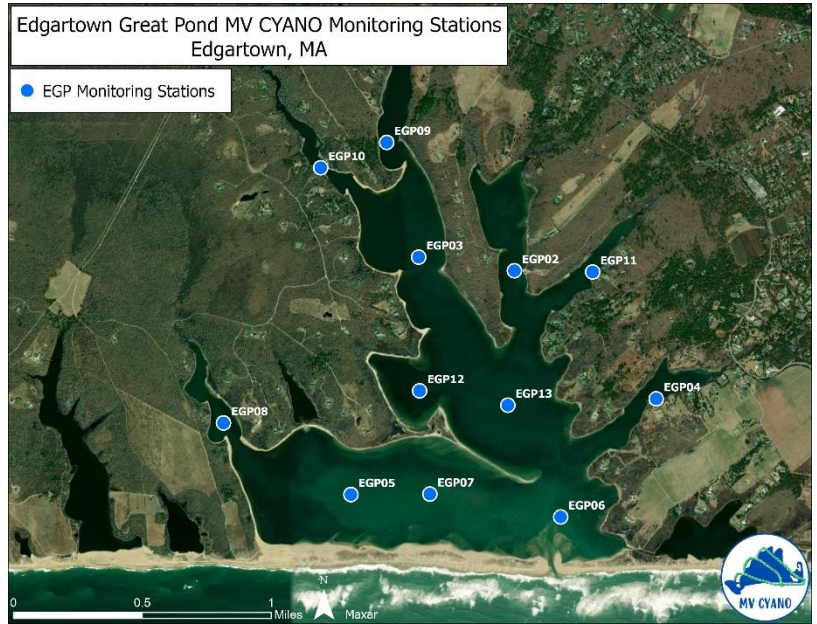 Edgartown Great Pond MV CYANO Monitoring Stations
Edgartown, MA
EGP Monitoring Stations
EGP09
EGP10
EGP03
EGP02
EGP11
EGP12
EGP13
EGP04
EGP08
EGP05
EGP07
EGP06
N
0 0.5 1
Miles
Maxar
MV CYANO